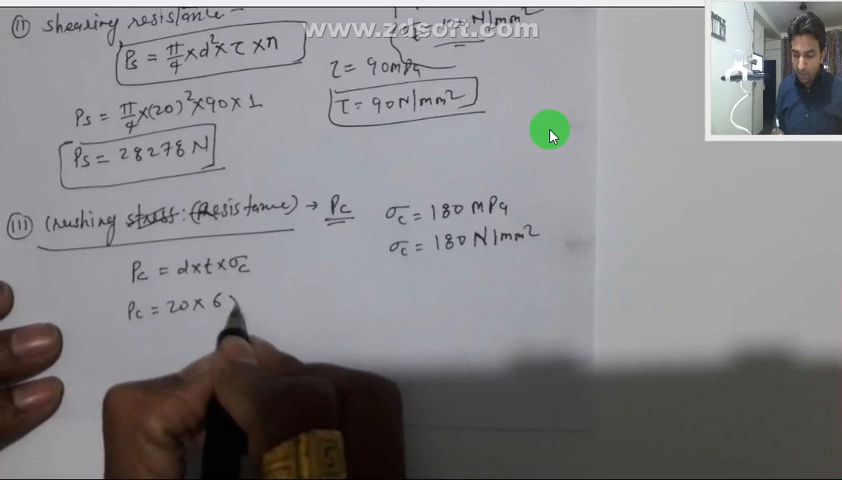 www.zdsoft.com
(ii) shearing resistance -
Ps = π/4 × d² × τ × n
τ = 90 MPa
τ = 90 N/mm²
Ps = π/4 × (20)² × 90 × 1
Ps = 28278 N
(iii) Crushing stress: (Resistance) → Pc
σc = 180 MPa
σc = 180 N/mm²
Pc = d × t × σc
Pc = 20 × 6